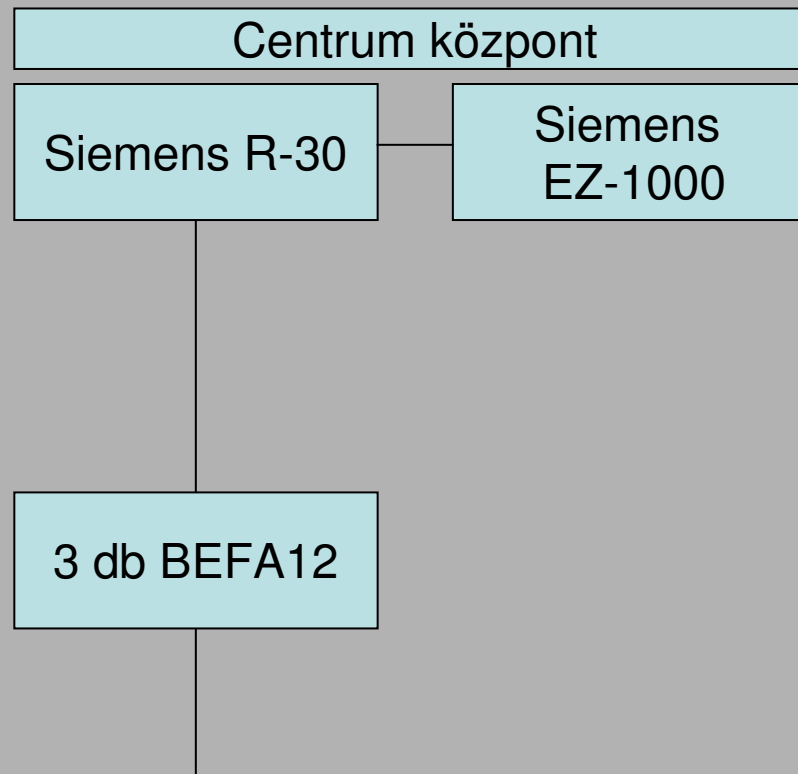 Centrum központ
Siemens R-30
Siemens
EZ-1000
3 db BEFA12